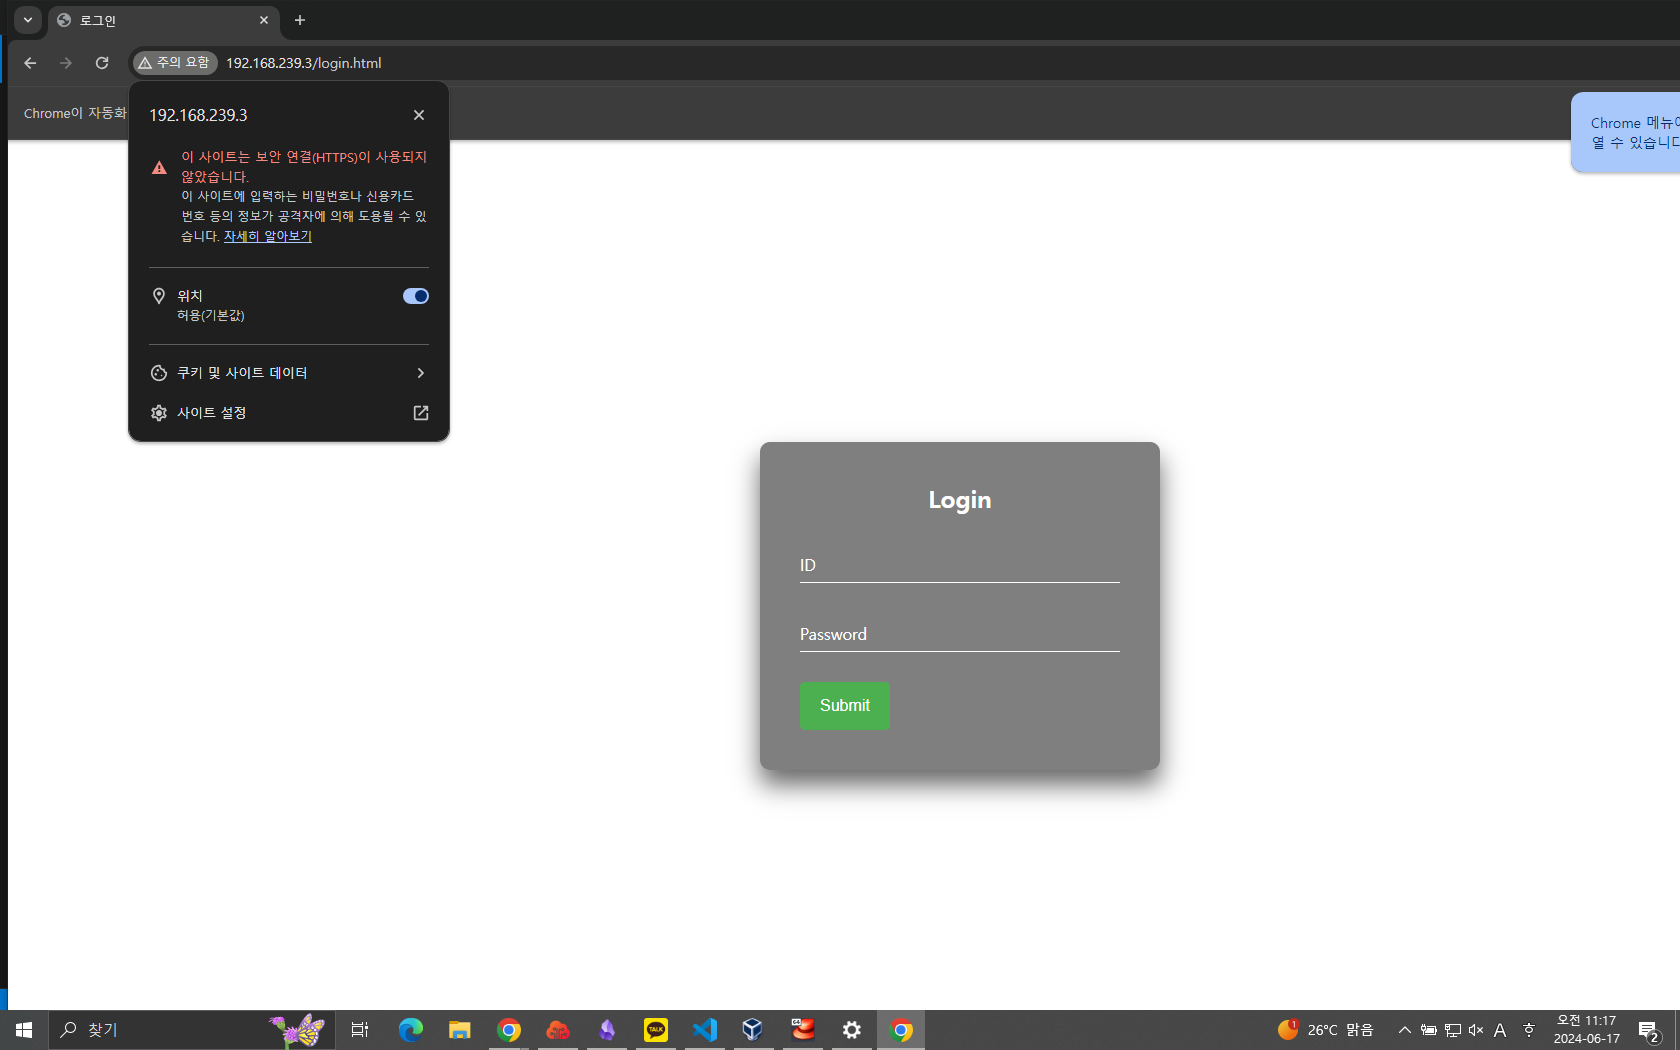 로그인
주의 요함
192.168.239.3/login.html
Chrome이 자동화
192.168.239.3
이 사이트는 보안 연결(HTTPS)이 사용되지
않았습니다.
이 사이트에 입력하는 비밀번호나 신용카드
번호 등의 정보가 공격자에 의해 도용될 수 있
습니다. 자세히 알아보기
위치
허용(기본값)
쿠키 및 사이트 데이터
사이트 설정
Chrome 메뉴에
열 수 있습니다
Login
ID
Password
Submit
찾기
TALK
64
1
26°C 맑음
A
오전 11:17
2024-06-17
2